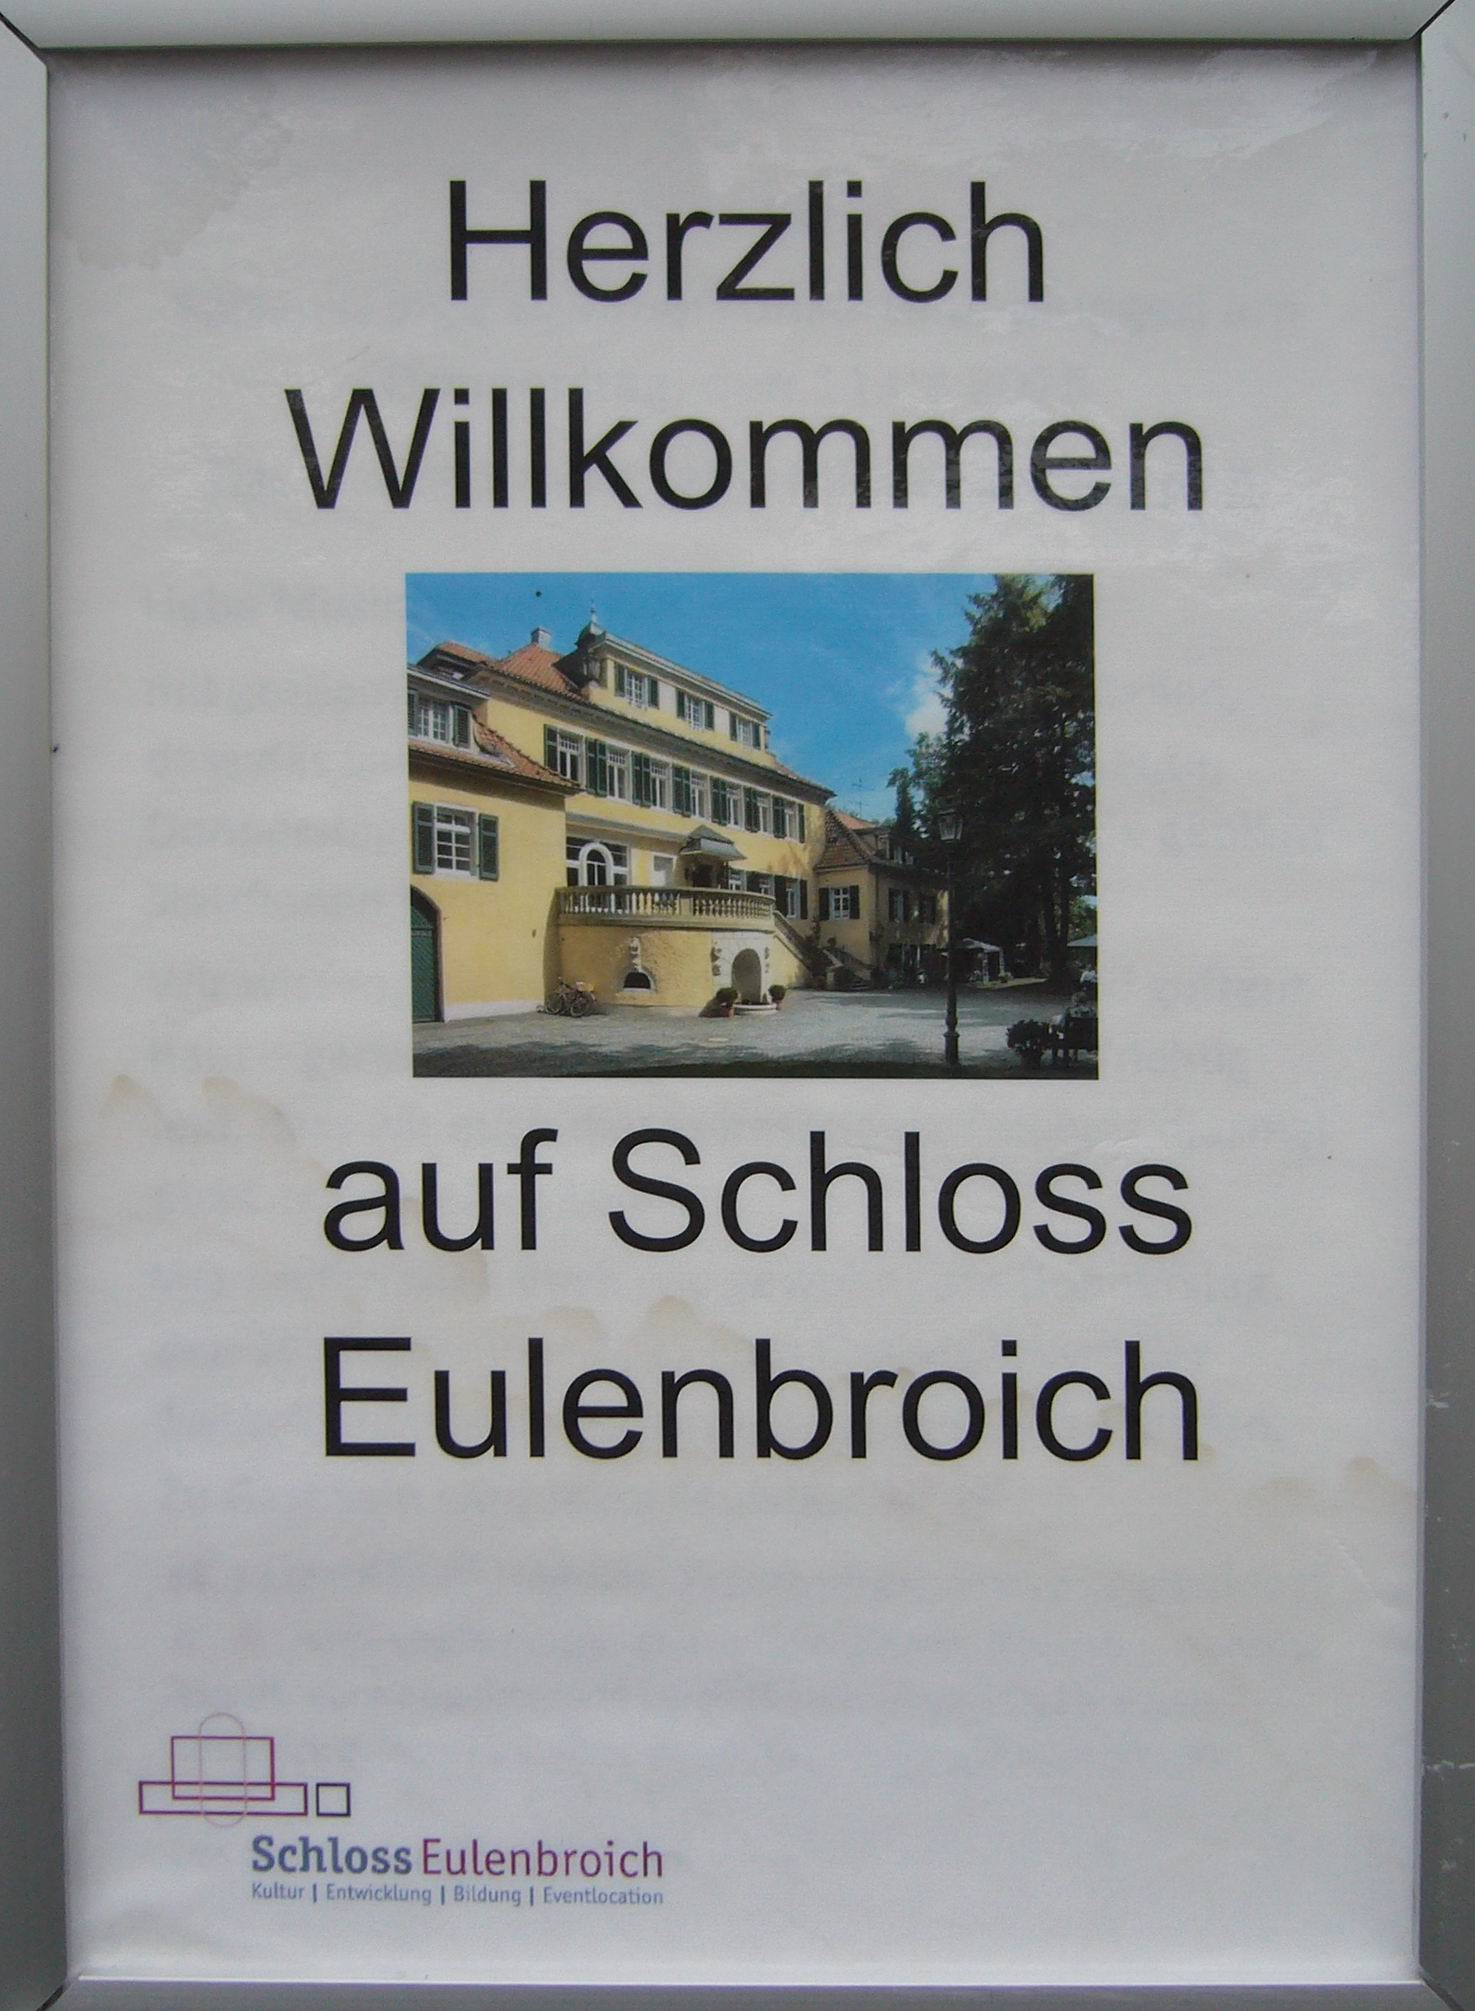 Herzlich
Willkommen
auf Schloss
Eulenbroich
Schloss Eulenbroich
Kultur | Entwicklung | Bildung | Eventlocation